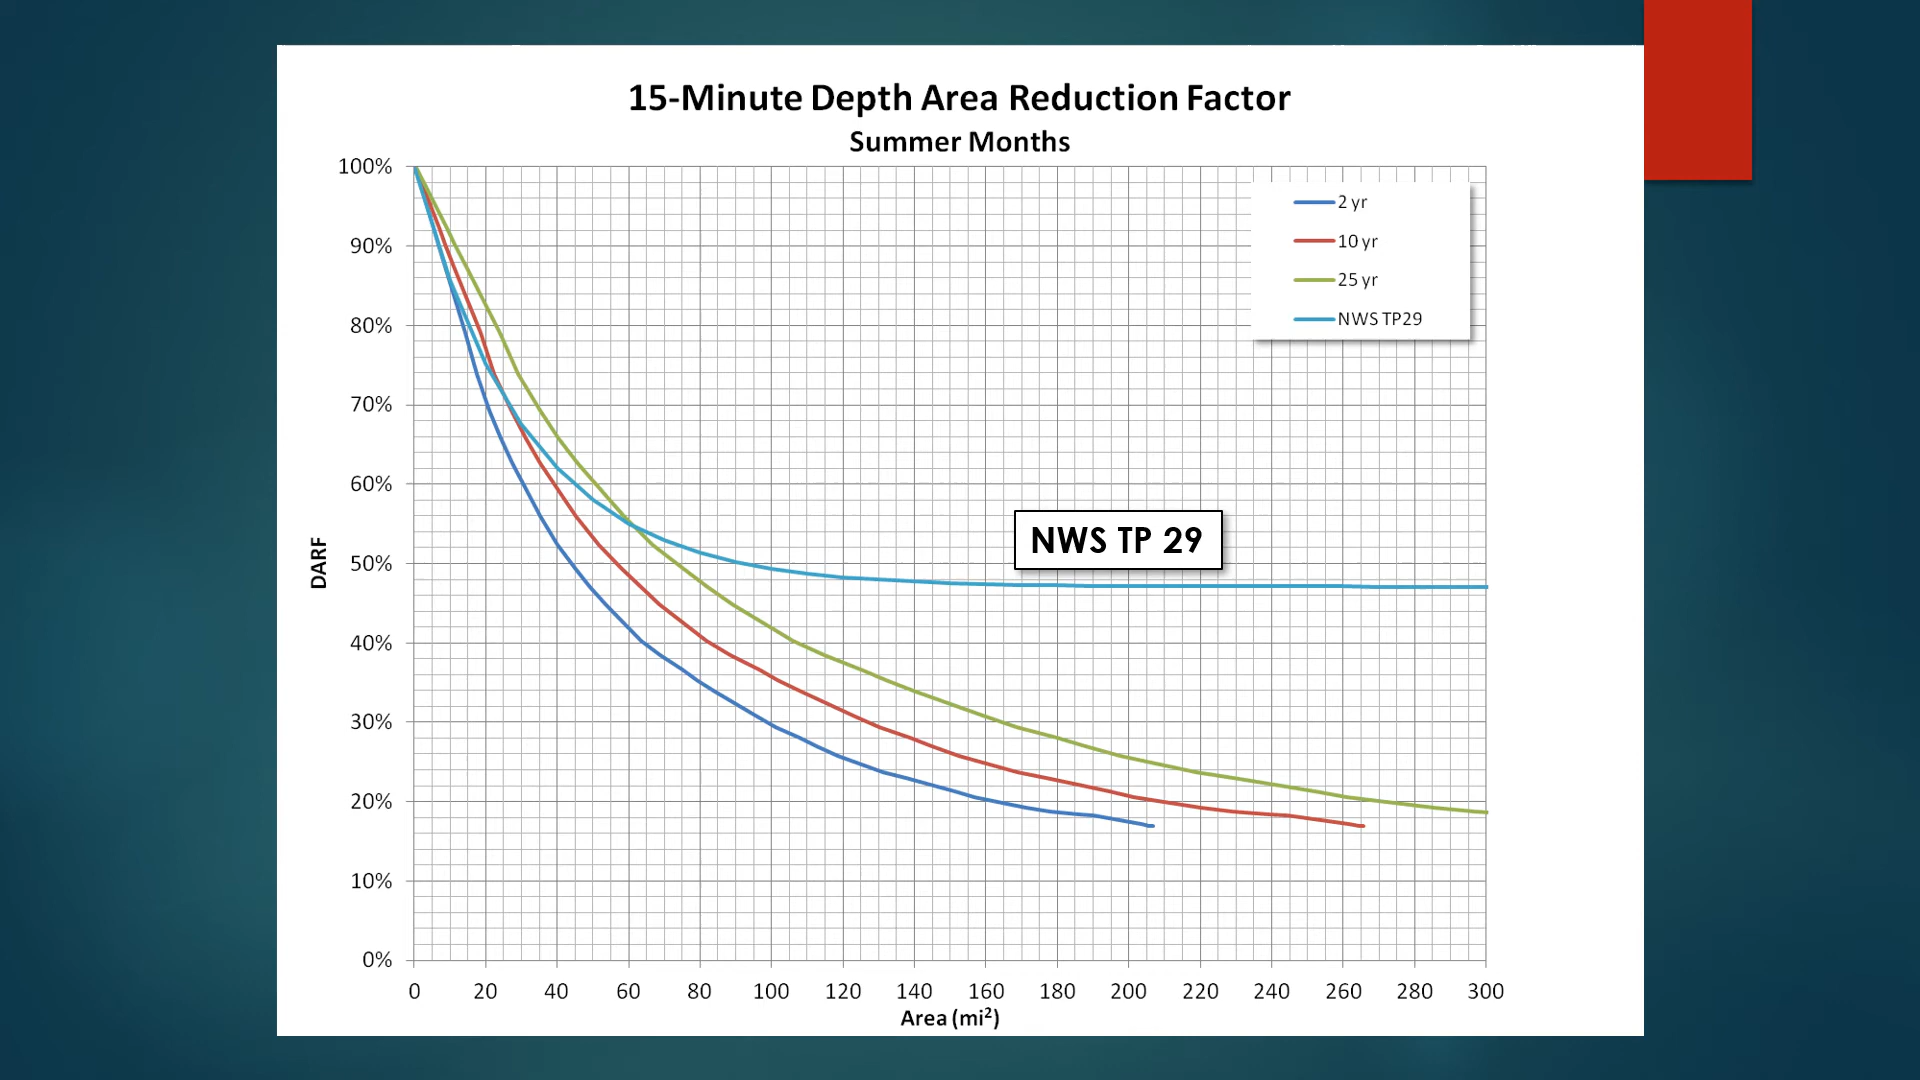 15-Minute Depth Area Reduction Factor
Summer Months
100%
90%
80%
70%
60%
50%
40%
30%
20%
10%
0%
DARF
2 yr
10 yr
25 yr
NWS TP29
NWS TP 29
0 20 40 60 80 100 120 140 160 180 200 220 240 260 280 300
Area (mi²)